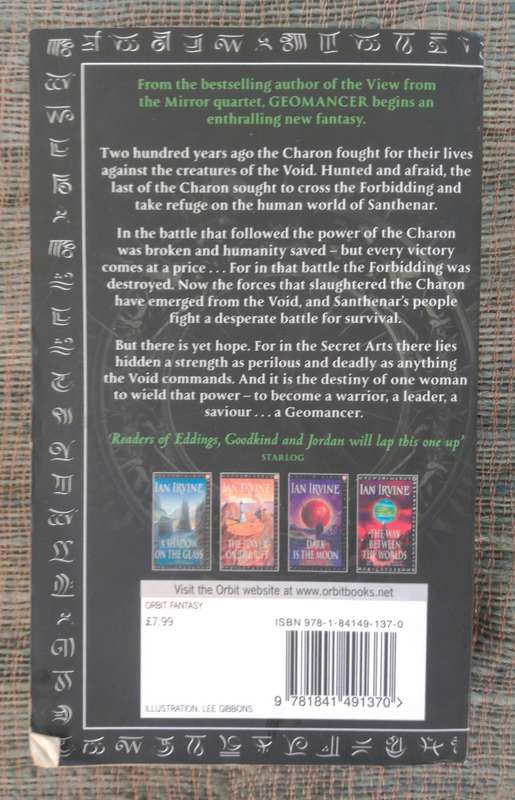 From the bestselling author of the View from
the Mirror quartet, GEOMANCER begins an
enthralling new fantasy.
Two hundred years ago the Charon fought for their lives
against the creatures of the Void. Hunted and afraid, the
last of the Charon sought to cross the Forbidding and
take refuge on the human world of Santhenar.
In the battle that followed the power of the Charon
was broken and humanity saved – but every victory
comes at a price . . . For in that battle the Forbidding was
destroyed. Now the forces that slaughtered the Charon
have emerged from the Void, and Santhenar's people
fight a desperate battle for survival.
But there is yet hope. For in the Secret Arts there lies
hidden a strength as perilous and deadly as anything
the Void commands. And it is the destiny of one woman
to wield that power – to become a warrior, a leader, a
saviour . . . a Geomancer.
'Readers of Eddings, Goodkind and Jordan will lap this one up'
STARLOG
IAN IRVINE
A SHADOW
ON THE GLASS
IAN IRVINE
THE TOWER
ON THE RIFT
IAN IRVINE
DARK
IS THE MOON
IAN IRVINE
THE WAY
BETWEEN
THE WORLDS
Visit the Orbit website at www.orbitbooks.net
ORBIT FANTASY
£7.99
ISBN 978-1-84149-137-0
9 781841 491370 >
ILLUSTRATION: LEE GIBBONS